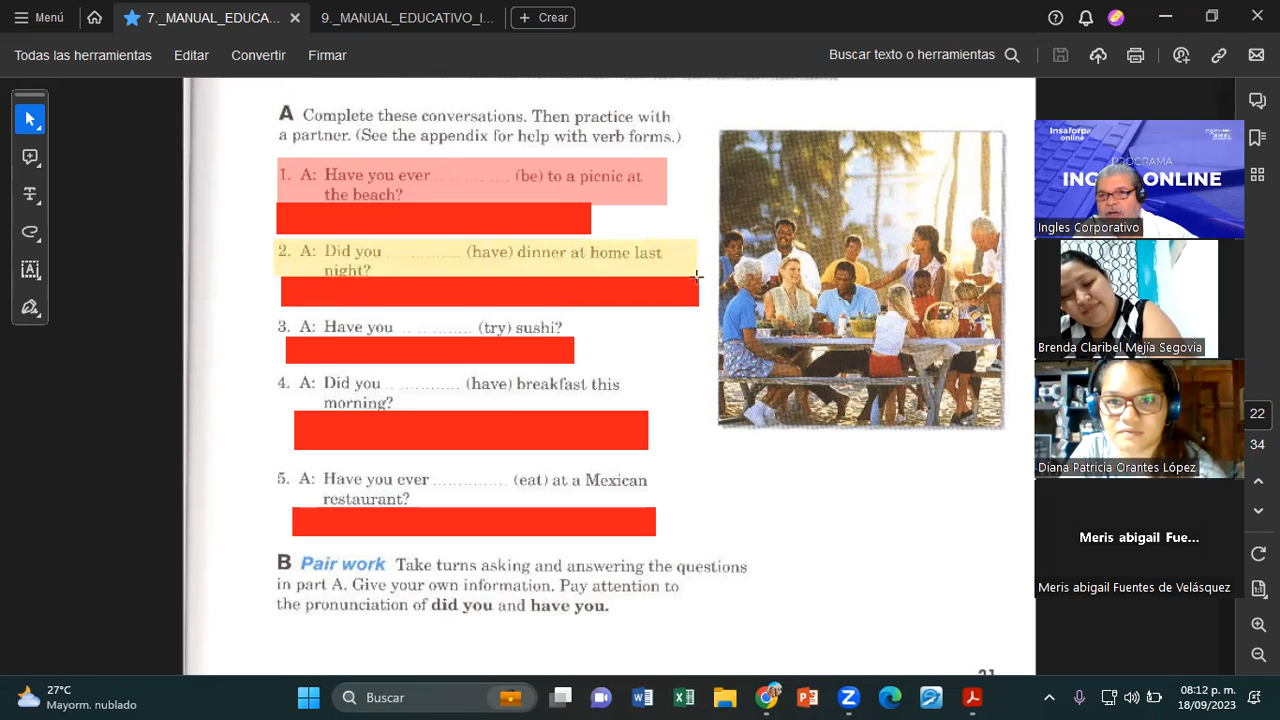 Menú
7._MANUAL_EDUCA...
9._MANUAL_EDUCATIVO_I...
Crear
Todas las herramientas
Editar
Convertir
Firmar
Buscar texto o herramientas
A Complete these conversations. Then practice with
a partner. (See the appendix for help with verb forms.)
1. A: Have you ever ............... (be) to a picnic at
the beach?
2. A: Did you ............... (have) dinner at home last
night?
3. A: Have you ............... (try) sushi?
4. A: Did you ............... (have) breakfast this
morning?
5. A: Have you ever ............... (eat) at a Mexican
restaurant?
B Pair work Take turns asking and answering the questions
in part A. Give your own information. Pay attention to
the pronunciation of did you and have you.
Insaforp
online
PROGRAMA
ONLINE
Ingles Corporativo
Brenda Claribel Mejía Segovia
Diana Patricia Orantes López
Meris abigail Fue...
Meris abigail Fuentes de Velásquez
22
34
27°C
Mayorm. nublado
Buscar
08:12 p. m.
18/09/2023